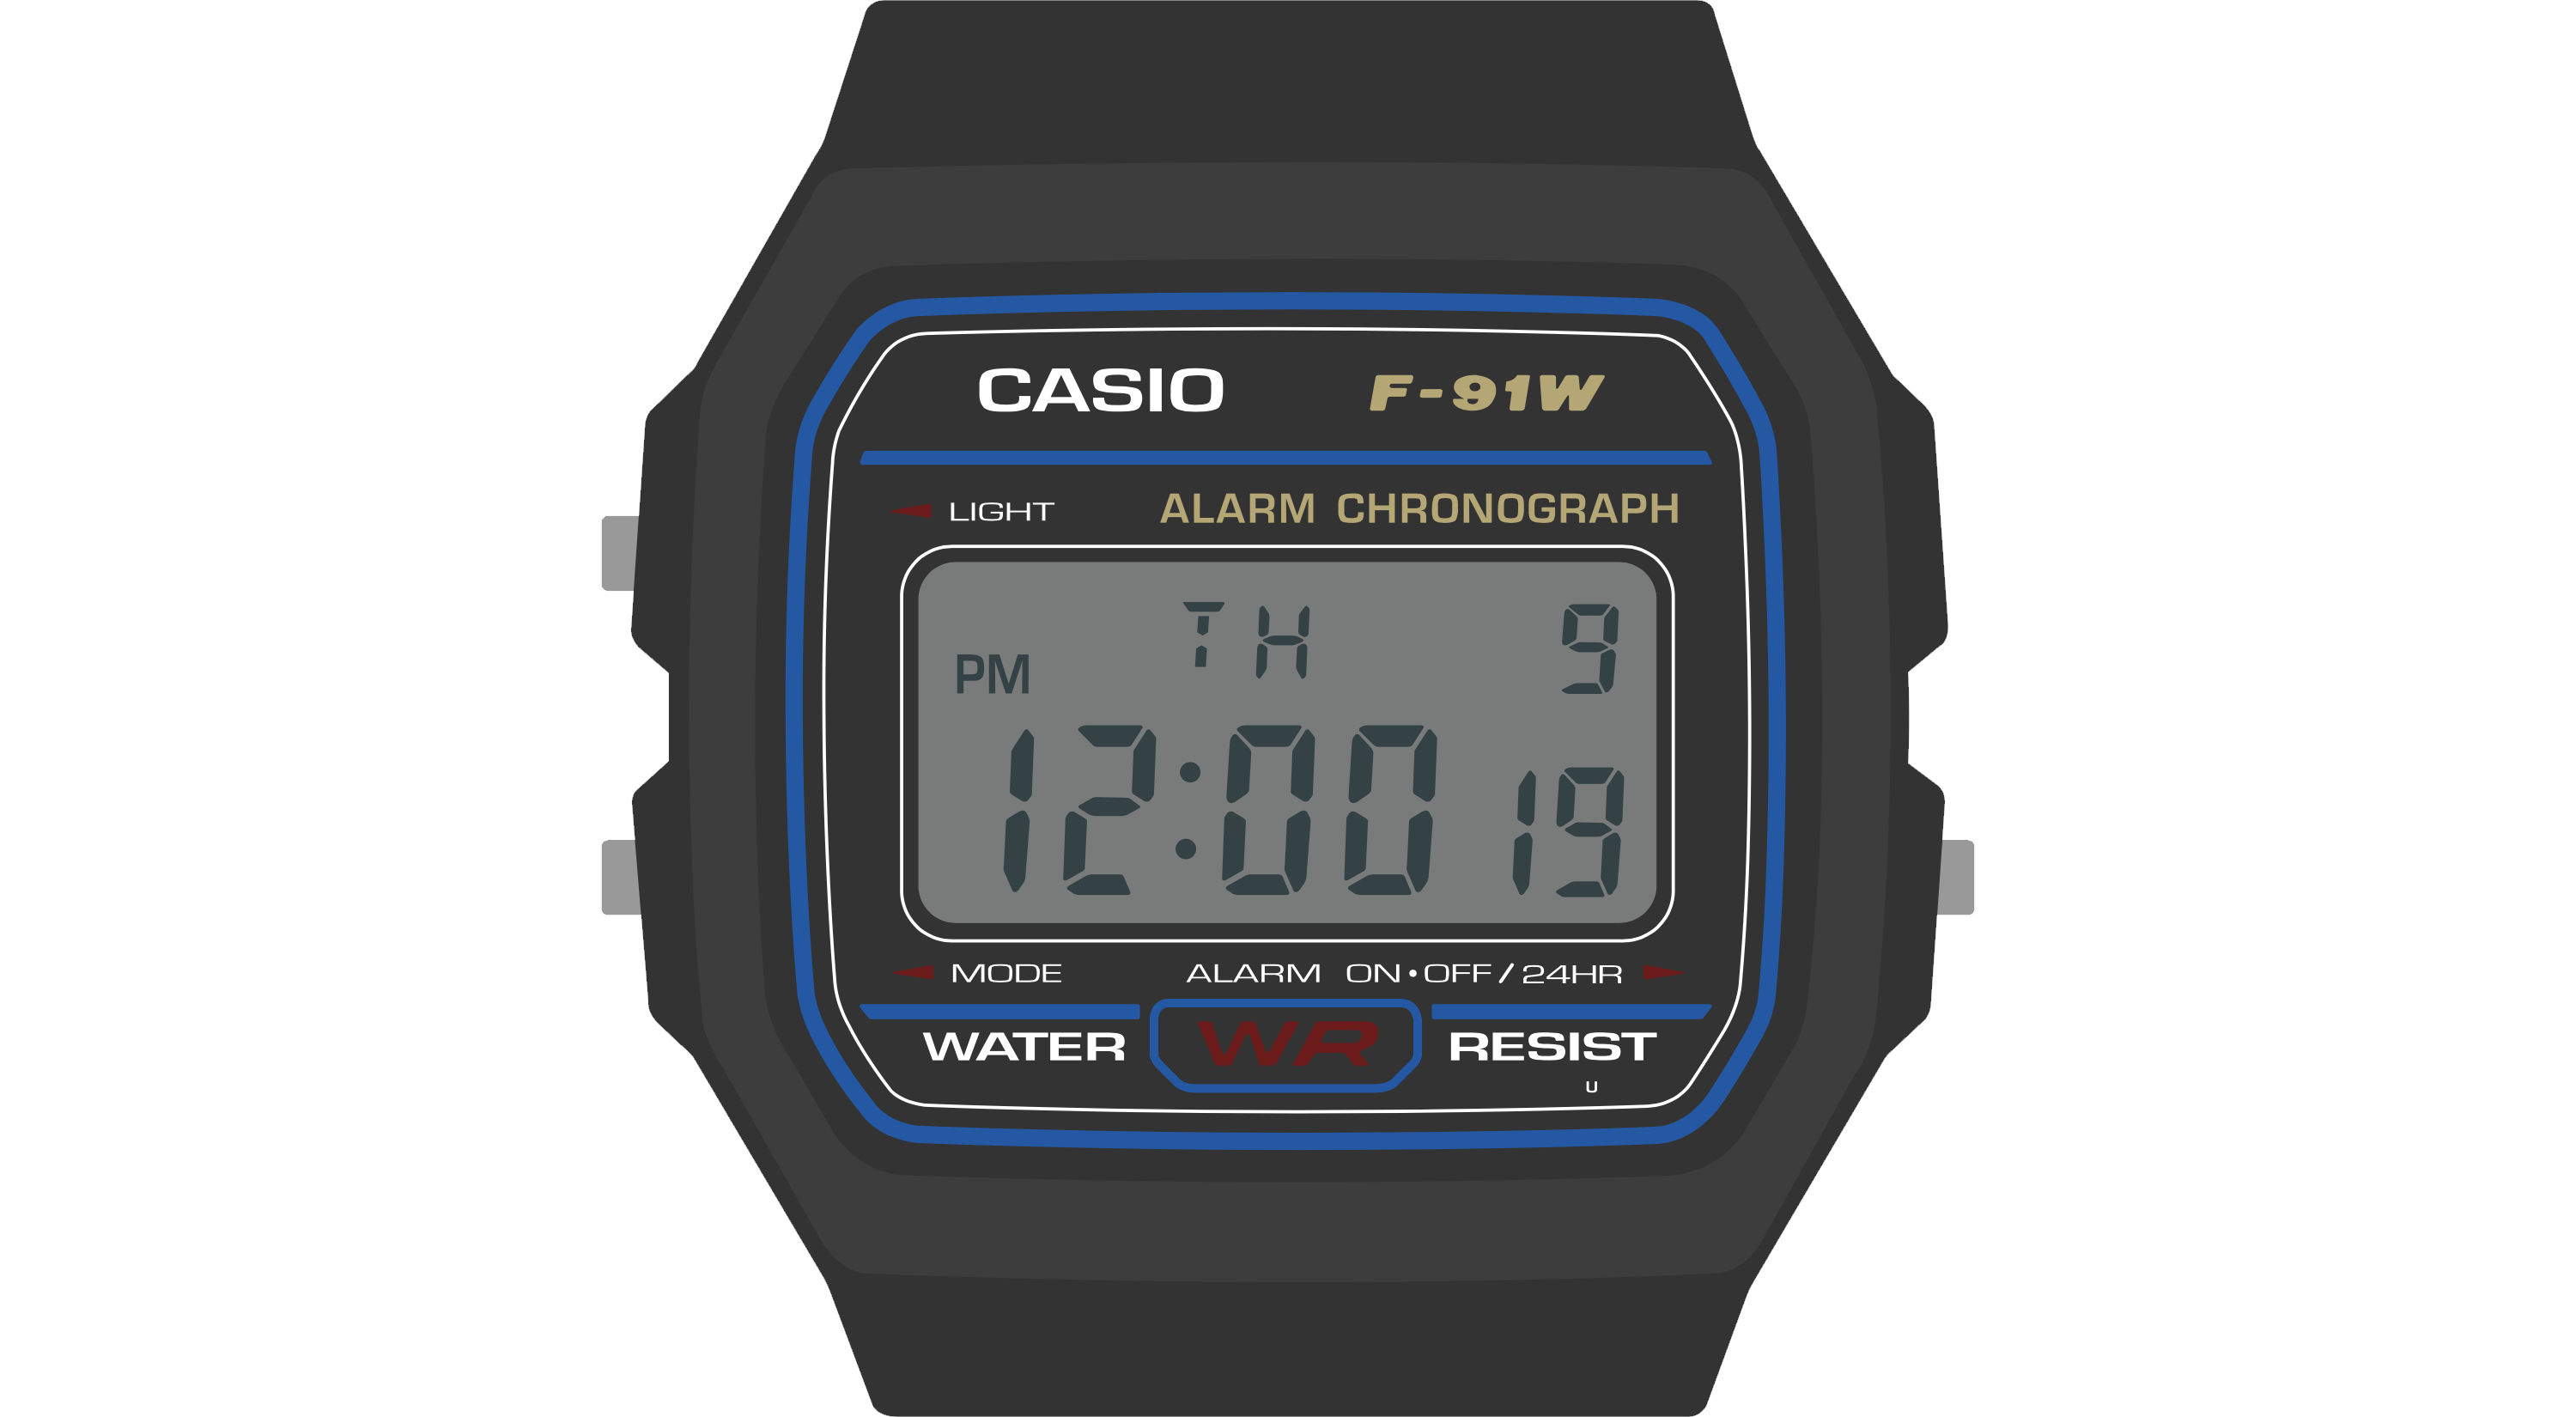 CASIO F-91W
LIGHT ALARM CHRONOGRAPH
TH 9
PM
12:00 19
MODE ALARM ON•OFF/24HR
WATER WR RESIST
U